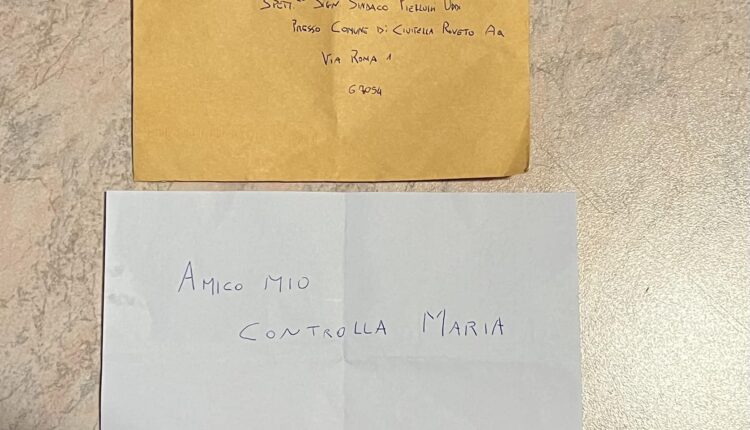 SPETT SIGN SINDACO PIERLUIGI ODDI
PRESSO COMUNE DI CIVITELLA ROVETO AQ
VIA ROMA 1
67054
AMICO MIO
CONTROLLA MARIA